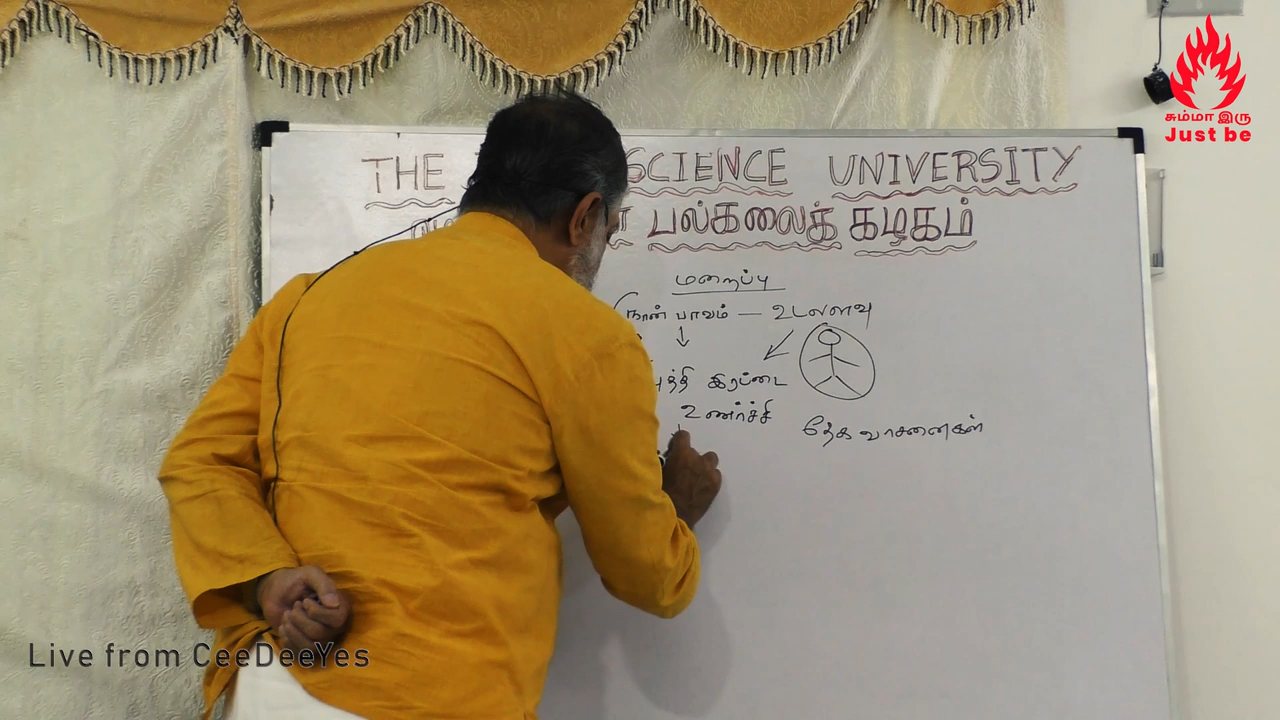 சும்மா இரு
Just be
THE SCIENCE UNIVERSITY
பல்கலைத் கழகம்
மறைப்பு
நான் பாவம் — உடலளவு
இரட்டை
உணர்ச்சி
தேக வாசனைகள்
Live from CeeDeeYes